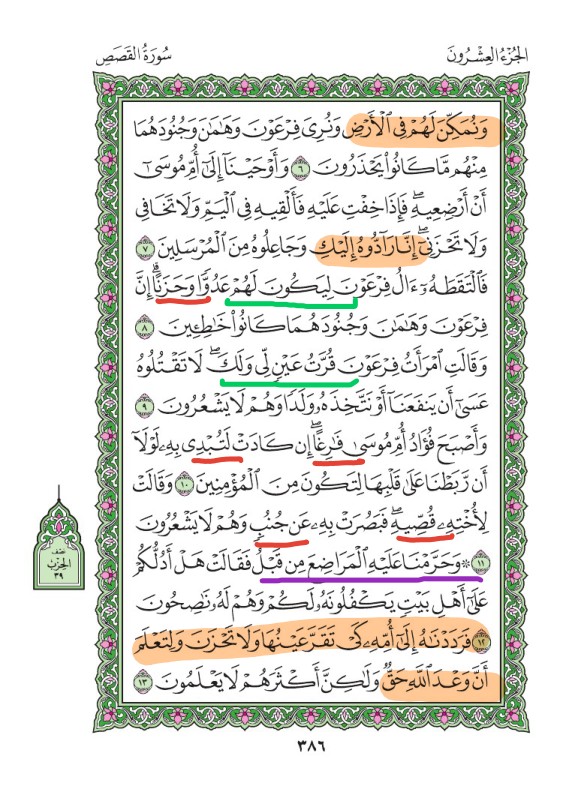 الجُزْءُ العِشْرُونَ
سُورَةُ القَصَصِ
وَنُمَكِّنَ لَهُمْ فِي ٱلْأَرْضِ وَنُرِيَ فِرْعَوْنَ وَهَٰمَٰنَ وَجُنُودَهُمَا
مِنْهُم مَّا كَانُوا۟ يَحْذَرُونَ ٦ وَأَوْحَيْنَآ إِلَىٰٓ أُمِّ مُوسَىٰٓ
أَنْ أَرْضِعِيهِ ۖ فَإِذَا خِفْتِ عَلَيْهِ فَأَلْقِيهِ فِي ٱلْيَمِّ وَلَا تَخَافِي
وَلَا تَحْزَنِيٓ ۖ إِنَّا رَآدُّوهُ إِلَيْكِ وَجَاعِلُوهُ مِنَ ٱلْمُرْسَلِينَ ٧
فَٱلْتَقَطَهُۥٓ ءَالُ فِرْعَوْنَ لِيَكُونَ لَهُمْ عَدُوًّا وَحَزَنًا ۗ إِنَّ
فِرْعَوْنَ وَهَٰمَٰنَ وَجُنُودَهُمَا كَانُوا۟ خَٰطِـِٔينَ ٨
وَقَالَتِ ٱمْرَأَتُ فِرْعَوْنَ قُرَّتُ عَيْنٍ لِّي وَلَكَ ۖ لَا تَقْتُلُوهُ
عَسَىٰٓ أَن يَنفَعَنَآ أَوْ نَتَّخِذَهُۥ وَلَدًا وَهُمْ لَا يَشْعُرُونَ ٩
وَأَصْبَحَ فُؤَادُ أُمِّ مُوسَىٰ فَٰرِغًا ۖ إِن كَادَتْ لَتُبْدِي بِهِۦ لَوْلَآ
أَن رَّبَطْنَا عَلَىٰ قَلْبِهَا لِتَكُونَ مِنَ ٱلْمُؤْمِنِينَ ١٠ وَقَالَتْ
لِأُخْتِهِۦ قُصِّيهِ ۖ فَبَصُرَتْ بِهِۦ عَن جُنُبٍ وَهُمْ لَا يَشْعُرُونَ
١١ ۞ وَحَرَّمْنَا عَلَيْهِ ٱلْمَرَاضِعَ مِن قَبْلُ فَقَالَتْ هَلْ أَدُلُّكُمْ
عَلَىٰٓ أَهْلِ بَيْتٍ يَكْفُلُونَهُۥ لَكُمْ وَهُمْ لَهُۥ نَٰصِحُونَ
١٢ فَرَدَدْنَٰهُ إِلَىٰٓ أُمِّهِۦ كَيْ تَقَرَّ عَيْنُهَا وَلَا تَحْزَنَ وَلِتَعْلَمَ
أَنَّ وَعْدَ ٱللَّهِ حَقٌّ وَلَٰكِنَّ أَكْثَرَهُمْ لَا يَعْلَمُونَ ١٣
نصف
الحزب
٣٩
٣٨٦